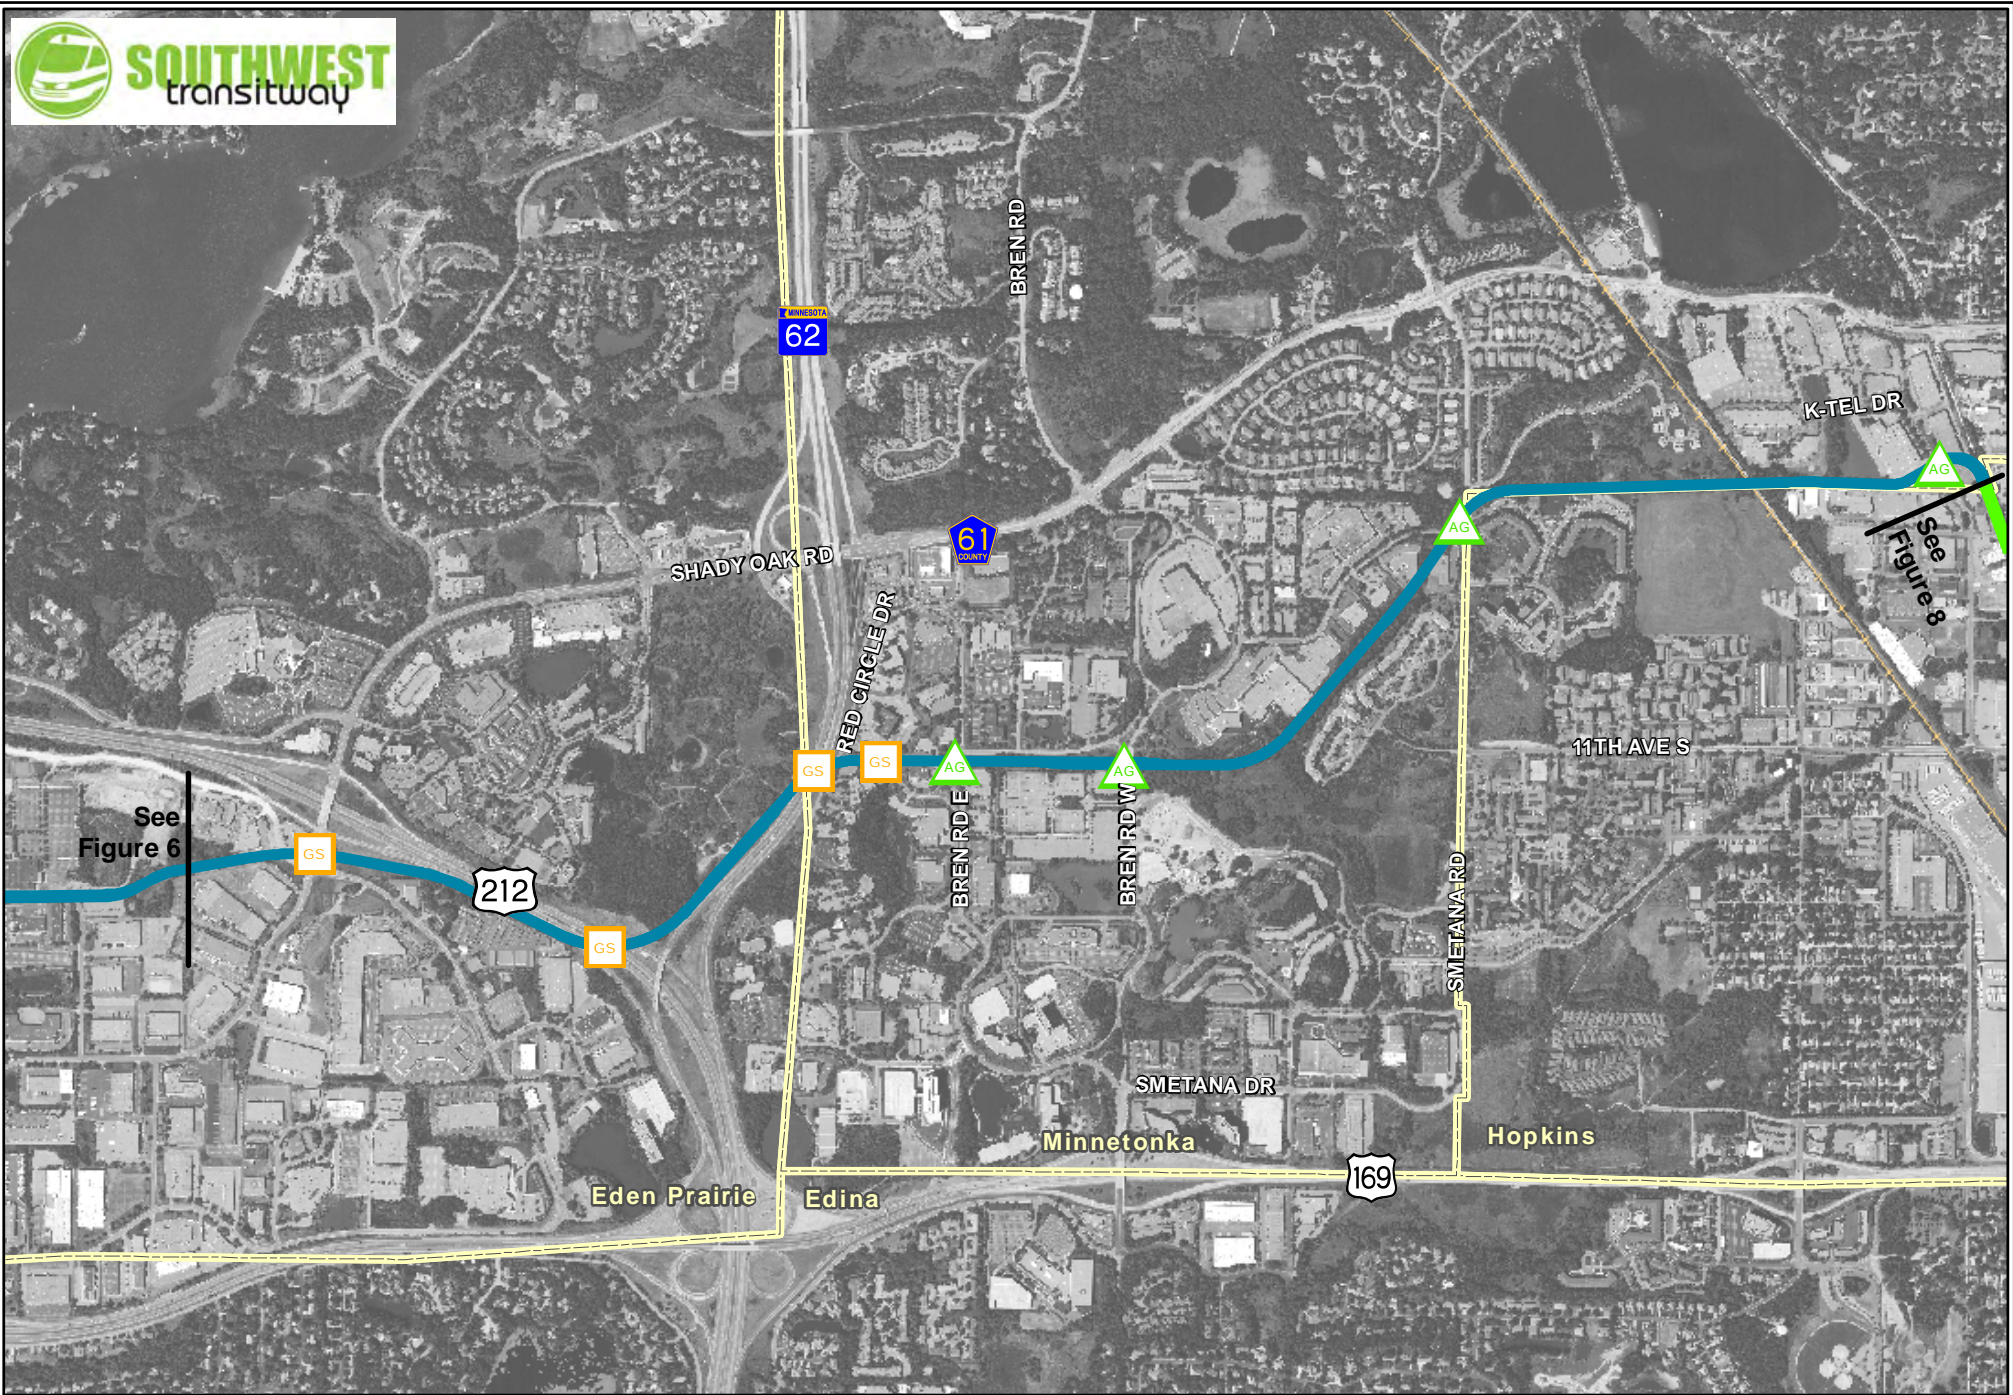 SOUTHWEST
transitway
BREN RD
MINNESOTA
62
K-TEL DR
AG
61
COUNTY
AG
See
Figure 8
SHADY OAK RD
RED CIRCLE DR
11TH AVE S
GS
GS
AG
AG
See
Figure 6
GS
212
BREN RD E
BREN RD W
SMETANA RD
GS
SMETANA DR
Minnetonka
Hopkins
169
Eden Prairie
Edina